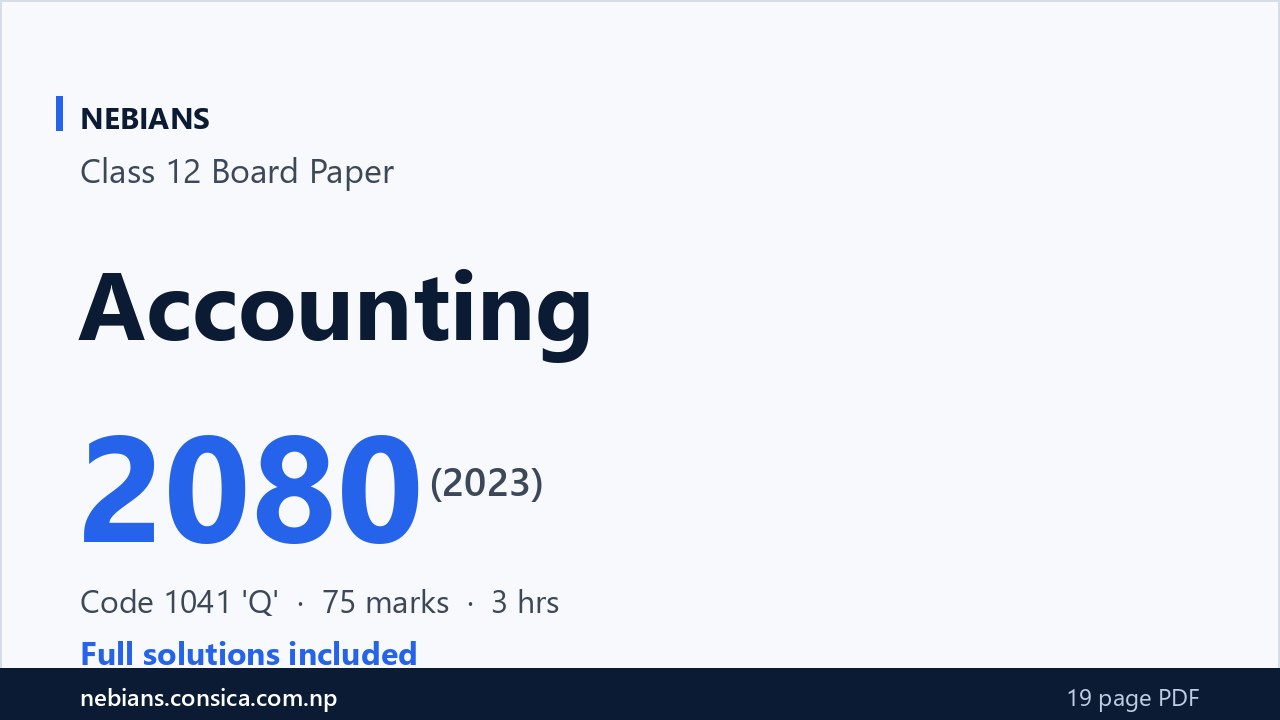 NEBIANS
Class 12 Board Paper
Accounting
2080 (2023)
Code 1041 'Q' · 75 marks · 3 hrs
Full solutions included
nebians.consica.com.np
19 page PDF